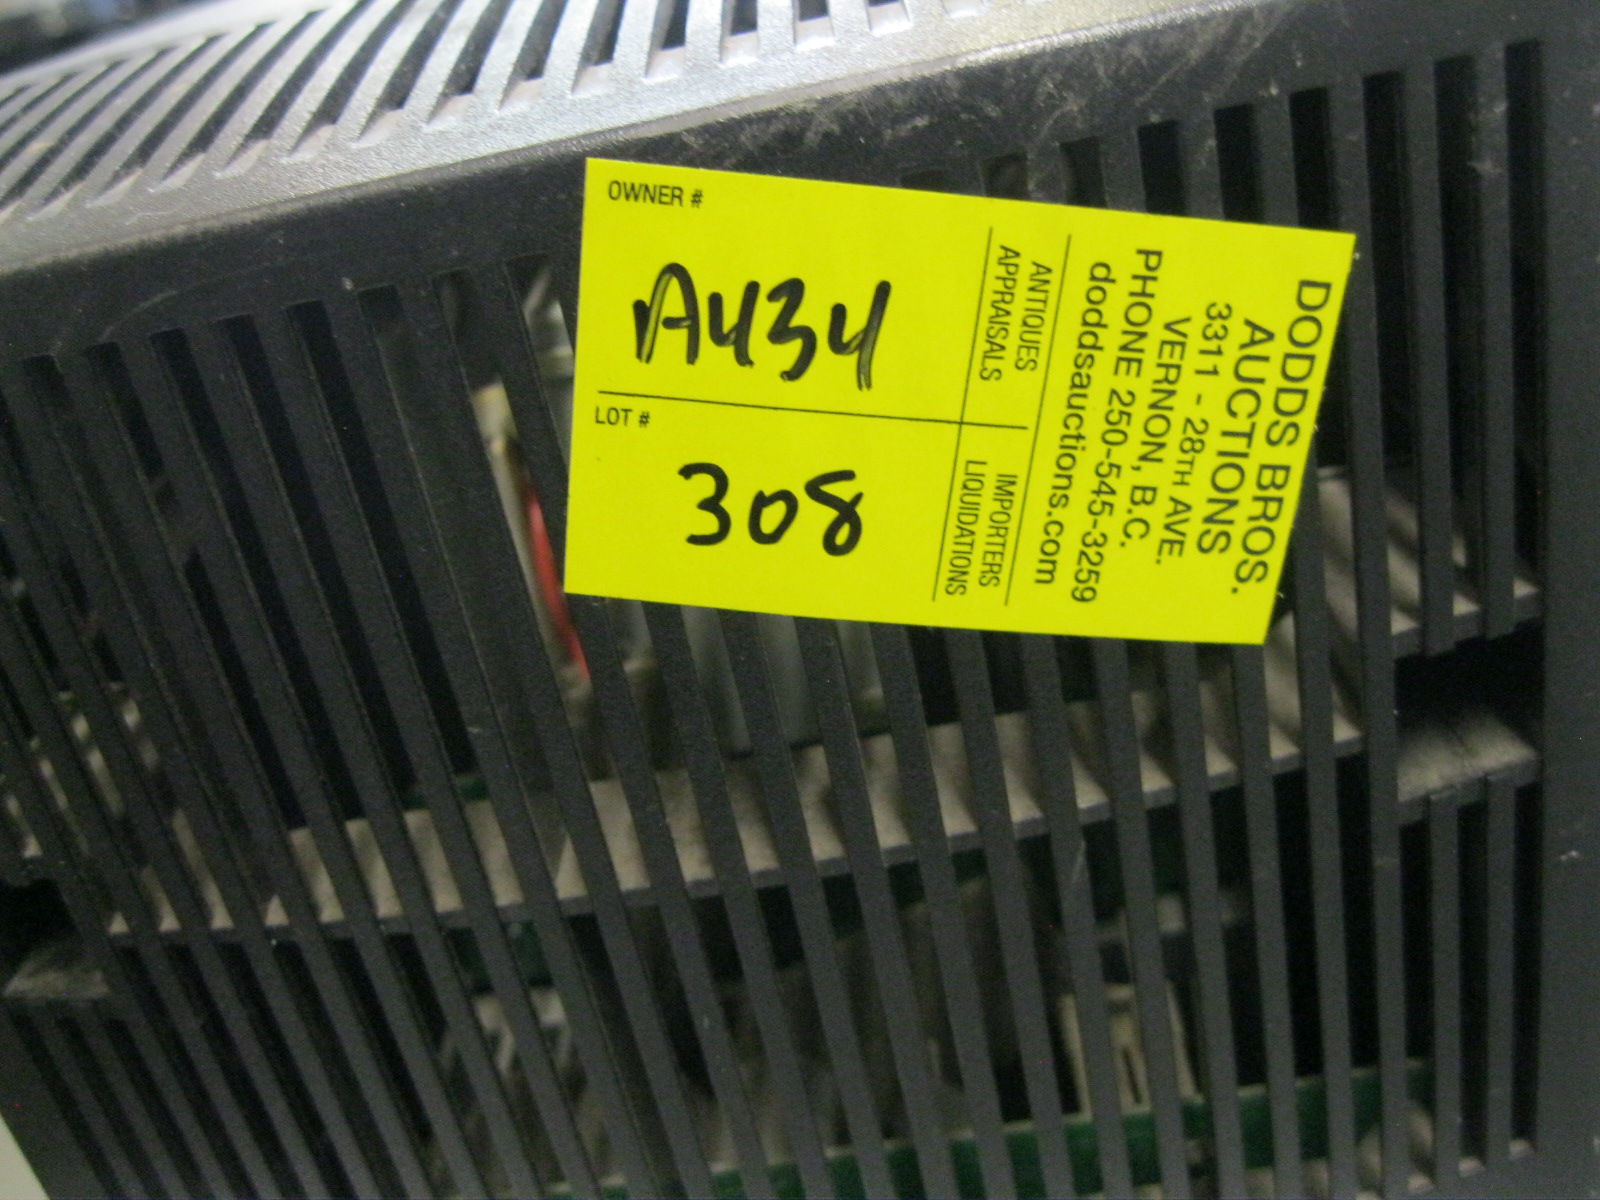 OWNER #
A434
LOT #
308
ANTIQUES
APPRAISALS
IMPORTERS
LIQUIDATIONS
DODDS BROS.
AUCTIONS
3311 - 28TH AVE.
VERNON, B.C.
PHONE 250-545-3259
doddsauctions.com